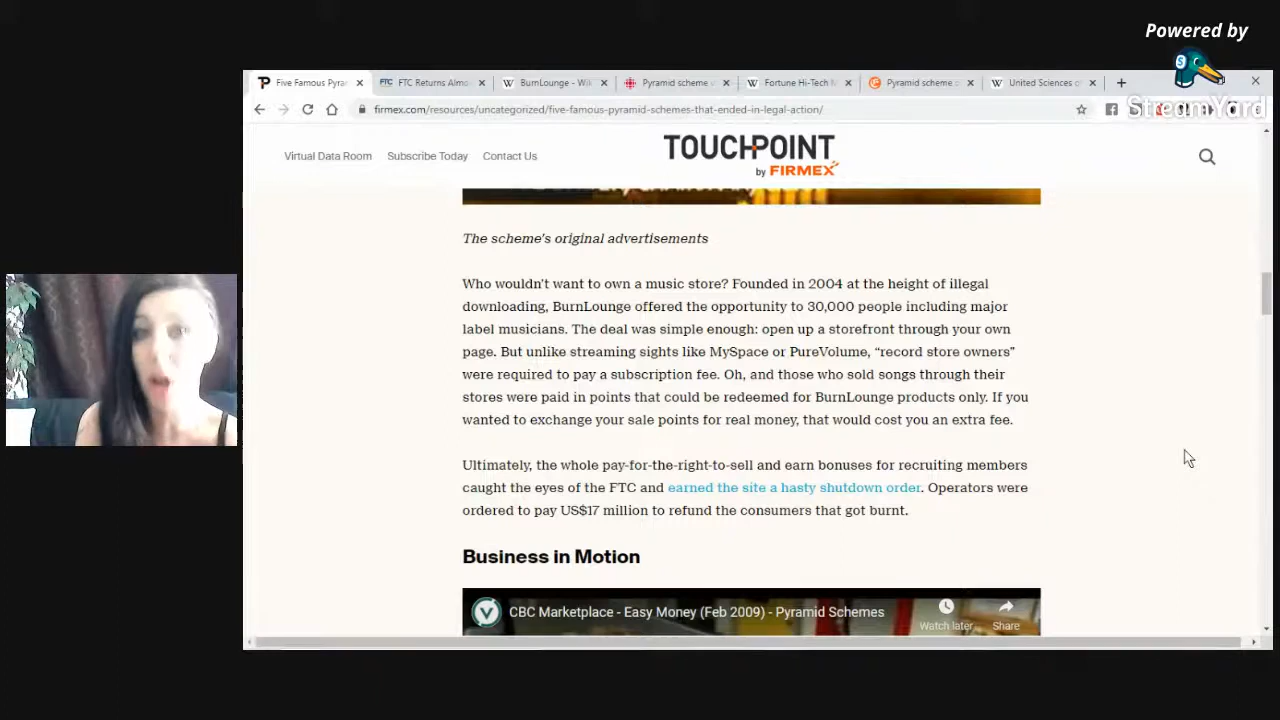 Powered by
StreamYard
Five Famous Pyra
FTC FTC Returns Almo
W BurnLounge - Wik
Pyramid scheme v
W Fortune Hi-Tech M
Pyramid scheme o
W United Sciences of
firmex.com/resources/uncategorized/five-famous-pyramid-schemes-that-ended-in-legal-action/
Virtual Data Room Subscribe Today Contact Us
TOUCHPOINT
by FIRMEX
The scheme's original advertisements
Who wouldn't want to own a music store? Founded in 2004 at the height of illegal
downloading, BurnLounge offered the opportunity to 30,000 people including major
label musicians. The deal was simple enough: open up a storefront through your own
page. But unlike streaming sights like MySpace or PureVolume, “record store owners”
were required to pay a subscription fee. Oh, and those who sold songs through their
stores were paid in points that could be redeemed for BurnLounge products only. If you
wanted to exchange your sale points for real money, that would cost you an extra fee.
Ultimately, the whole pay-for-the-right-to-sell and earn bonuses for recruiting members
caught the eyes of the FTC and earned the site a hasty shutdown order. Operators were
ordered to pay US$17 million to refund the consumers that got burnt.
Business in Motion
CBC Marketplace - Easy Money (Feb 2009) - Pyramid Schemes
Watch later
Share